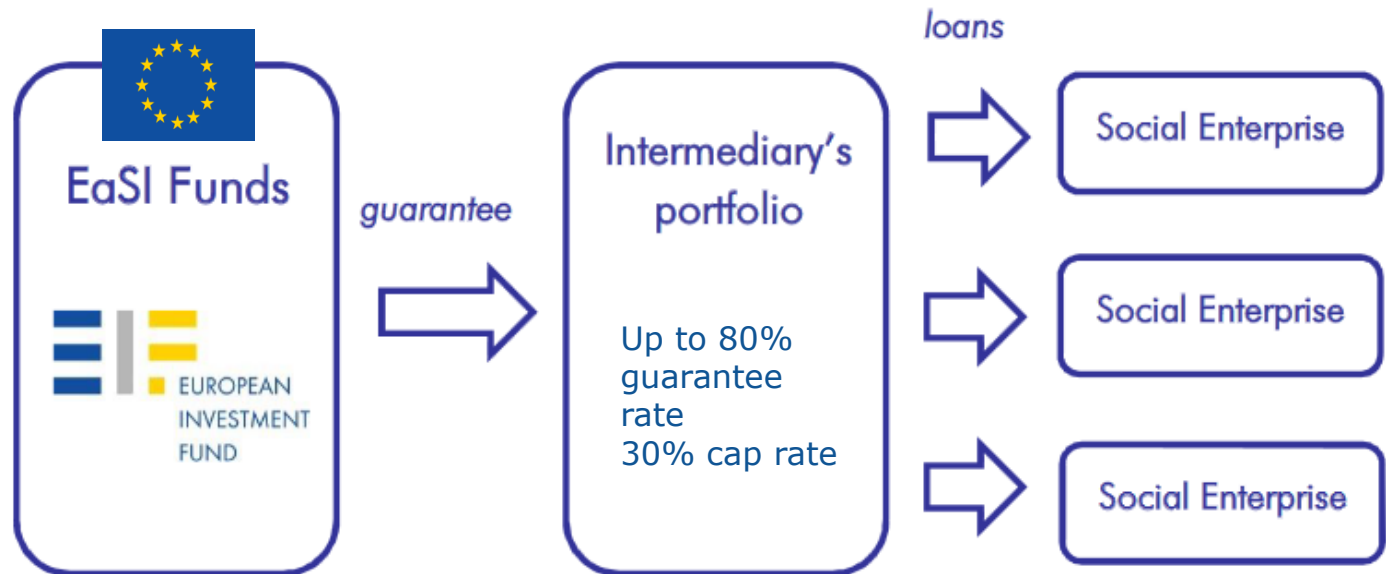 EaSI Funds
EUROPEAN
INVESTMENT
FUND
guarantee
Intermediary's
portfolio
Up to 80%
guarantee
rate
30% cap rate
loans
Social Enterprise
Social Enterprise
Social Enterprise